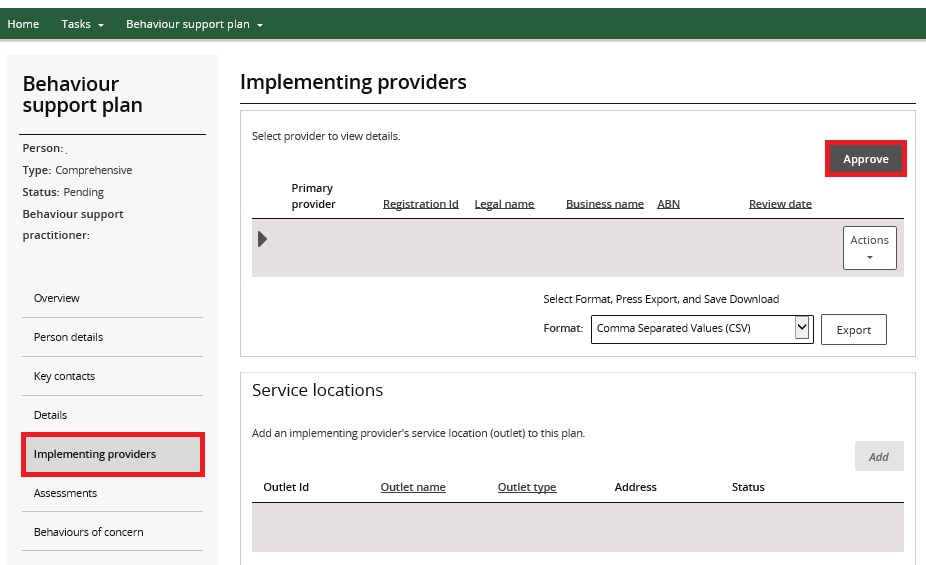 Home Tasks Behaviour support plan
Behaviour
support plan
Person:
Type: Comprehensive
Status: Pending
Behaviour support
practitioner:
Overview
Person details
Key contacts
Details
Implementing providers
Assessments
Behaviours of concern
Implementing providers
Select provider to view details.
Approve
Primary
provider Registration Id Legal name Business name ABN Review date
Actions
Select Format, Press Export, and Save Download
Format: Comma Separated Values (CSV) Export
Service locations
Add an implementing provider's service location (outlet) to this plan.
Add
Outlet Id Outlet name Outlet type Address Status